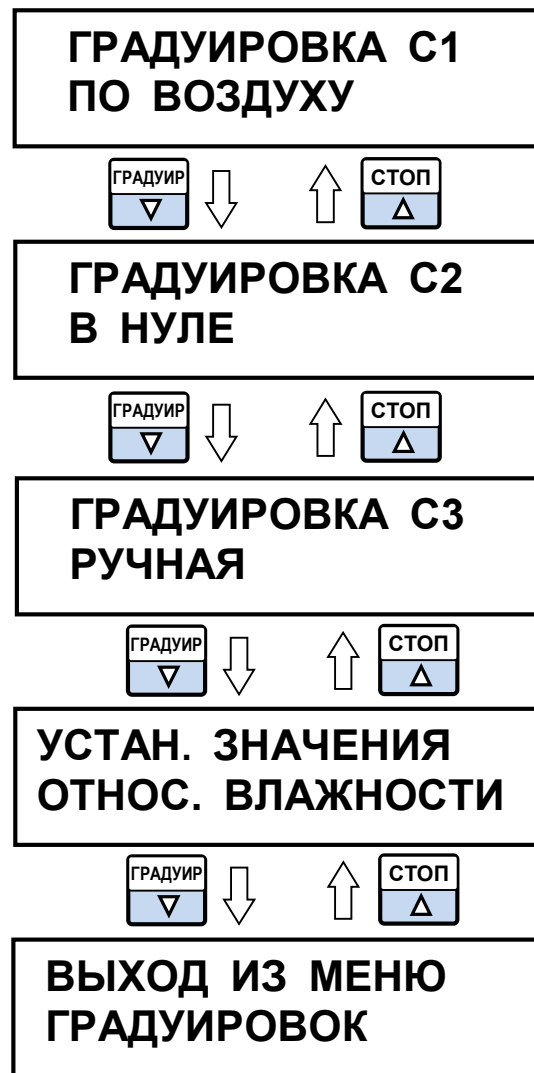 ГРАДУИРОВКА С1
ПО ВОЗДУХУ
ГРАДУИР СТОП
ГРАДУИРОВКА С2
В НУЛЕ
ГРАДУИР СТОП
ГРАДУИРОВКА С3
РУЧНАЯ
ГРАДУИР СТОП
УСТАН. ЗНАЧЕНИЯ
ОТНОС. ВЛАЖНОСТИ
ГРАДУИР СТОП
ВЫХОД ИЗ МЕНЮ
ГРАДУИРОВОК